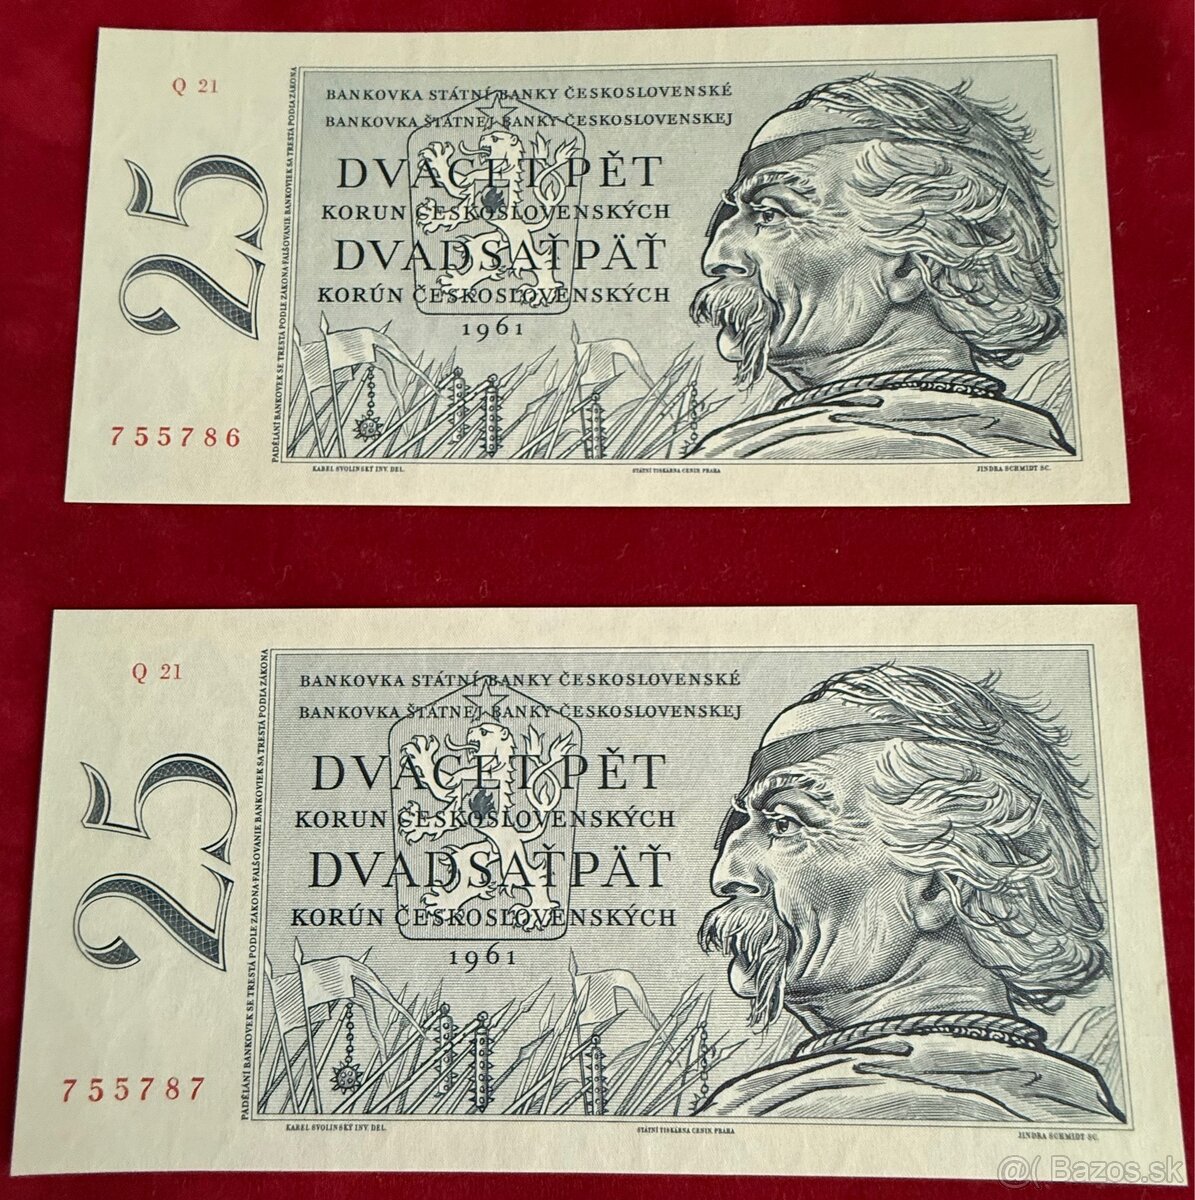 Q 21
25
755786
PADĚLÁNÍ BANKOVEK SE TRESTÁ PODLE ZÁKONA·FALŠOVANIE BANKOVIEK SA TRESTÁ PODĽA ZÁKONA
BANKOVKA STÁTNÍ BANKY ČESKOSLOVENSKÉ
BANKOVKA ŠTÁTNEJ BANKY ČESKOSLOVENSKEJ
DVACET PĚT
KORUN ČESKOSLOVENSKÝCH
DVADSAŤPÄŤ
KORÚN ČESKOSLOVENSKÝCH
1961
KAREL SVOLINSKÝ INV. DEL.
STÁTNÍ TISKÁRNA CENIN PRAHA
JINDRA SCHMIDT SC.
Q 21
25
755787
PADĚLÁNÍ BANKOVEK SE TRESTÁ PODLE ZÁKONA·FALŠOVANIE BANKOVIEK SA TRESTÁ PODĽA ZÁKONA
BANKOVKA STÁTNÍ BANKY ČESKOSLOVENSKÉ
BANKOVKA ŠTÁTNEJ BANKY ČESKOSLOVENSKEJ
DVACET PĚT
KORUN ČESKOSLOVENSKÝCH
DVADSAŤPÄŤ
KORÚN ČESKOSLOVENSKÝCH
1961
KAREL SVOLINSKÝ INV. DEL.
STÁTNÍ TISKÁRNA CENIN PRAHA
JINDRA SCHMIDT SC.
@( Bazos.sk